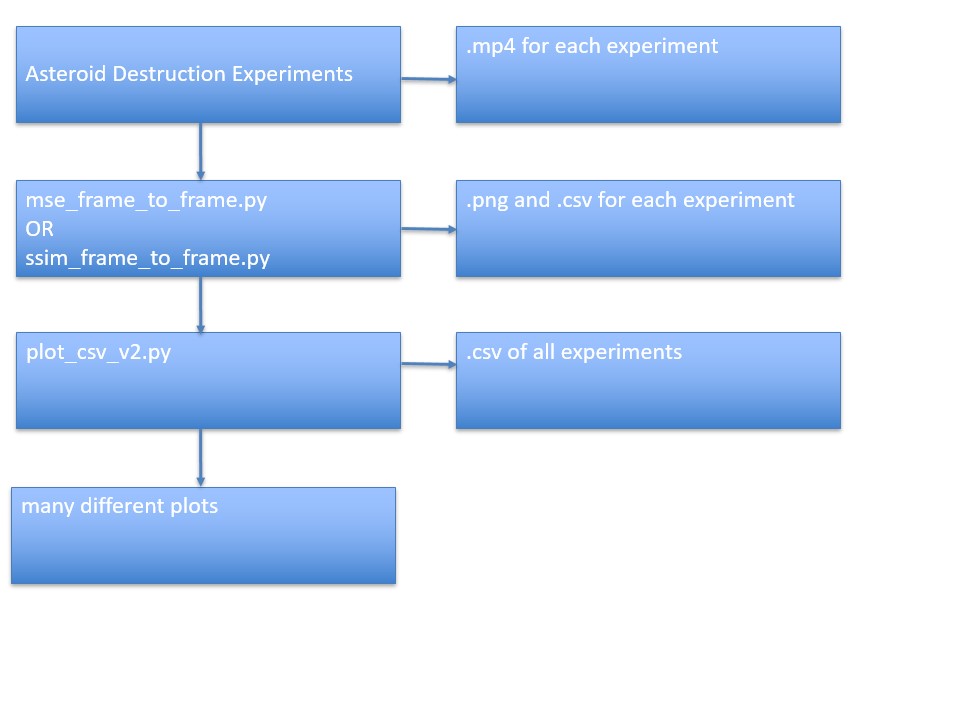 Asteroid Destruction Experiments
.mp4 for each experiment
mse_frame_to_frame.py
OR
ssim_frame_to_frame.py
.png and .csv for each experiment
plot_csv_v2.py
.csv of all experiments
many different plots